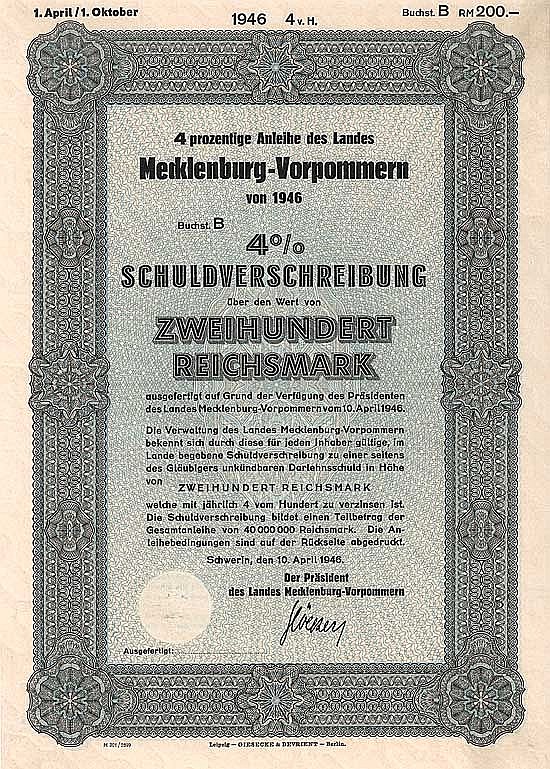 1. April/1. Oktober 1946 4 v. H. Buchst. B RM 200.—
4 prozentige Anleihe des Landes
Mecklenburg-Vorpommern
von 1946
Buchst. B
4%
SCHULDVERSCHREIBUNG
über den Wert von
ZWEIHUNDERT
REICHSMARK
ausgefertigt auf Grund der Verfügung des Präsidenten
des Landes Mecklenburg-Vorpommern vom 10. April 1946.
Die Verwaltung des Landes Mecklenburg-Vorpommern
bekennt sich durch diese für jeden Inhaber gültige, im
Lande begebene Schuldverschreibung zu einer seitens
des Gläubigers unkündbaren Darlehnsschuld in Höhe
von ZWEIHUNDERT REICHSMARK
welche mit jährlich 4 vom Hundert zu verzinsen ist.
Die Schuldverschreibung bildet einen Teilbetrag der
Gesamtanleihe von 40 000 000 Reichsmark. Die An-
leihebedingungen sind auf der Rückseite abgedruckt.
Schwerin, den 10. April 1946.
Der Präsident
des Landes Mecklenburg-Vorpommern
Ausgefertigt:
Leipzig — GIESECKE & DEVRIENT — Berlin.